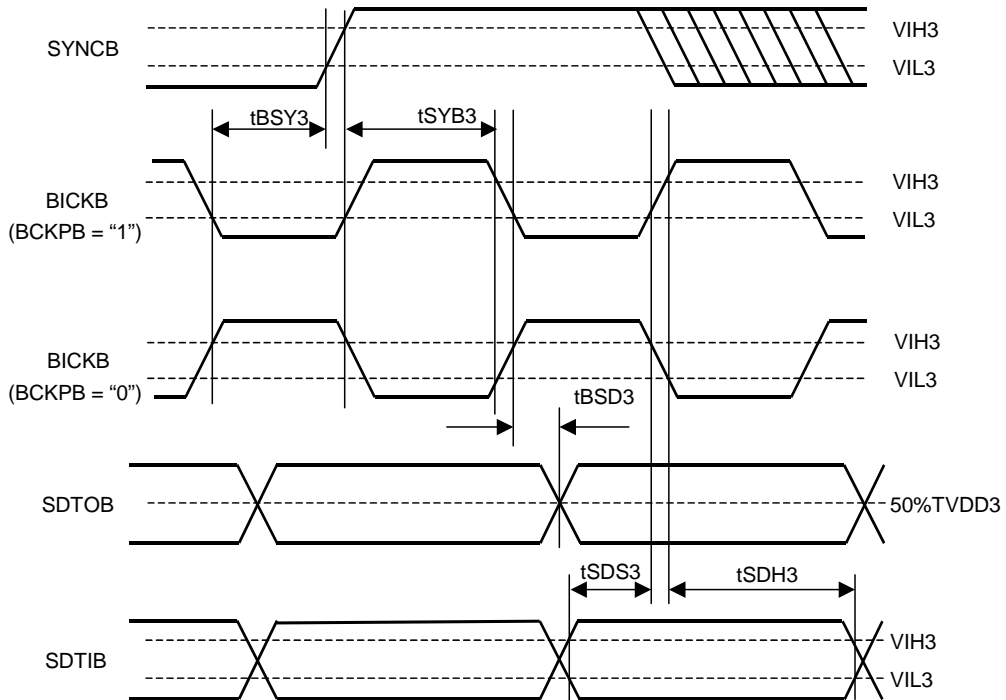 SYNCB
VIH3
VIL3
tBSY3
tSYB3
BICKB
(BCKPB = “1”)
VIH3
VIL3
BICKB
(BCKPB = “0”)
VIH3
VIL3
tBSD3
SDTOB
50%TVDD3
tSDS3
tSDH3
SDTIB
VIH3
VIL3